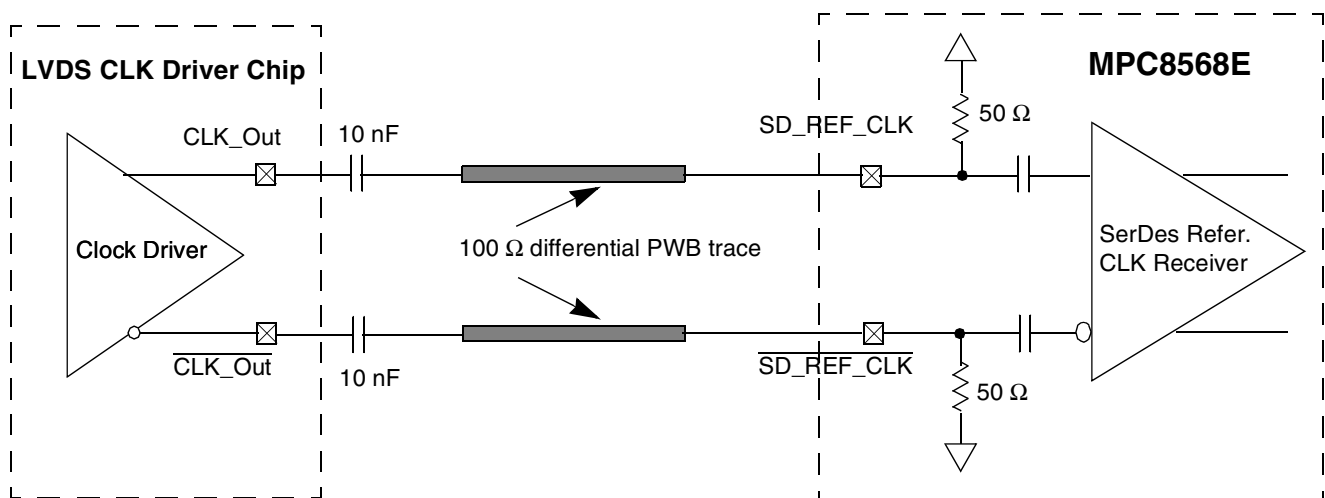 LVDS CLK Driver Chip
MPC8568E
CLK_Out
10 nF
SD_REF_CLK
50 Ω
Clock Driver
100 Ω differential PWB trace
SerDes Refer.
CLK Receiver
CLK_Out
10 nF
SD_REF_CLK
50 Ω